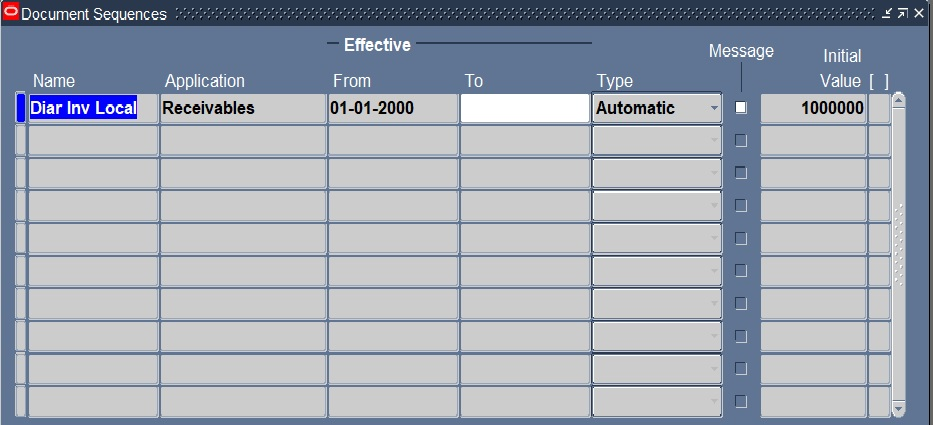 Document Sequences
Effective
Message
Initial
Name Application From To Type Value [ ]
Diar Inv Local Receivables 01-01-2000 Automatic 1000000